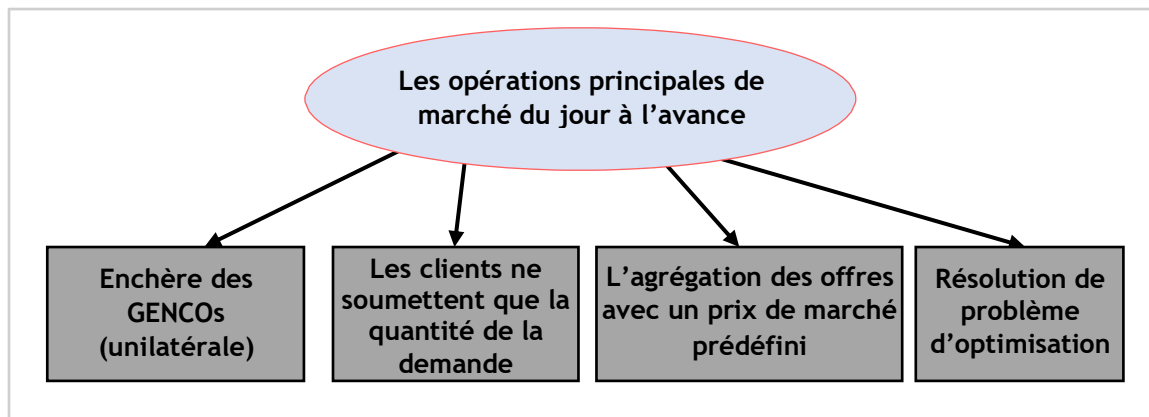 Les opérations principales de
marché du jour à l’avance
Enchère des
GENCOs
(unilatérale)
Les clients ne
soumettent que la
quantité de la
demande
L’agrégation des offres
avec un prix de marché
prédéfini
Résolution de
problème
d’optimisation